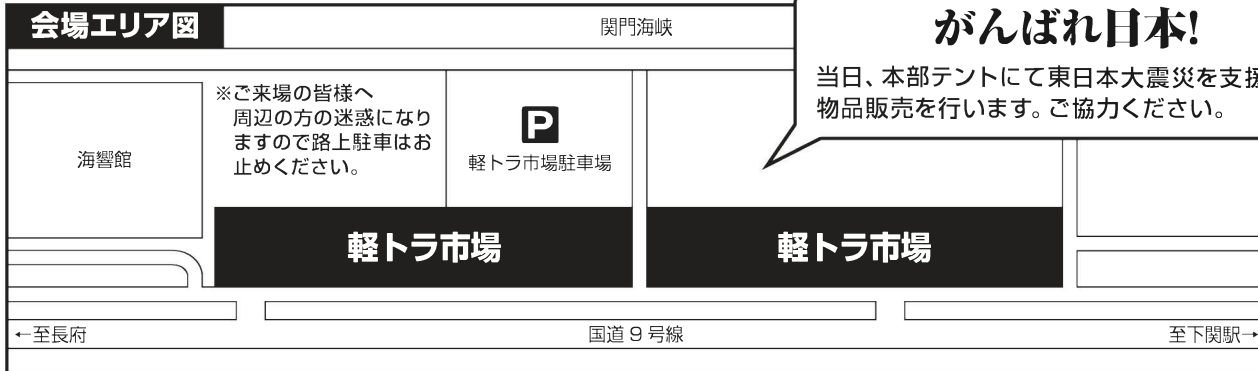 会場エリア図
関門海峡
がんばれ日本!
当日、本部テントにて東日本大震災を支援
物品販売を行います。ご協力ください。
※ご来場の皆様へ
周辺の方の迷惑になり
ますので路上駐車はお
止めください。
P
軽トラ市場駐車場
海響館
軽トラ市場
軽トラ市場
←至長府
国道9号線
至下関駅→